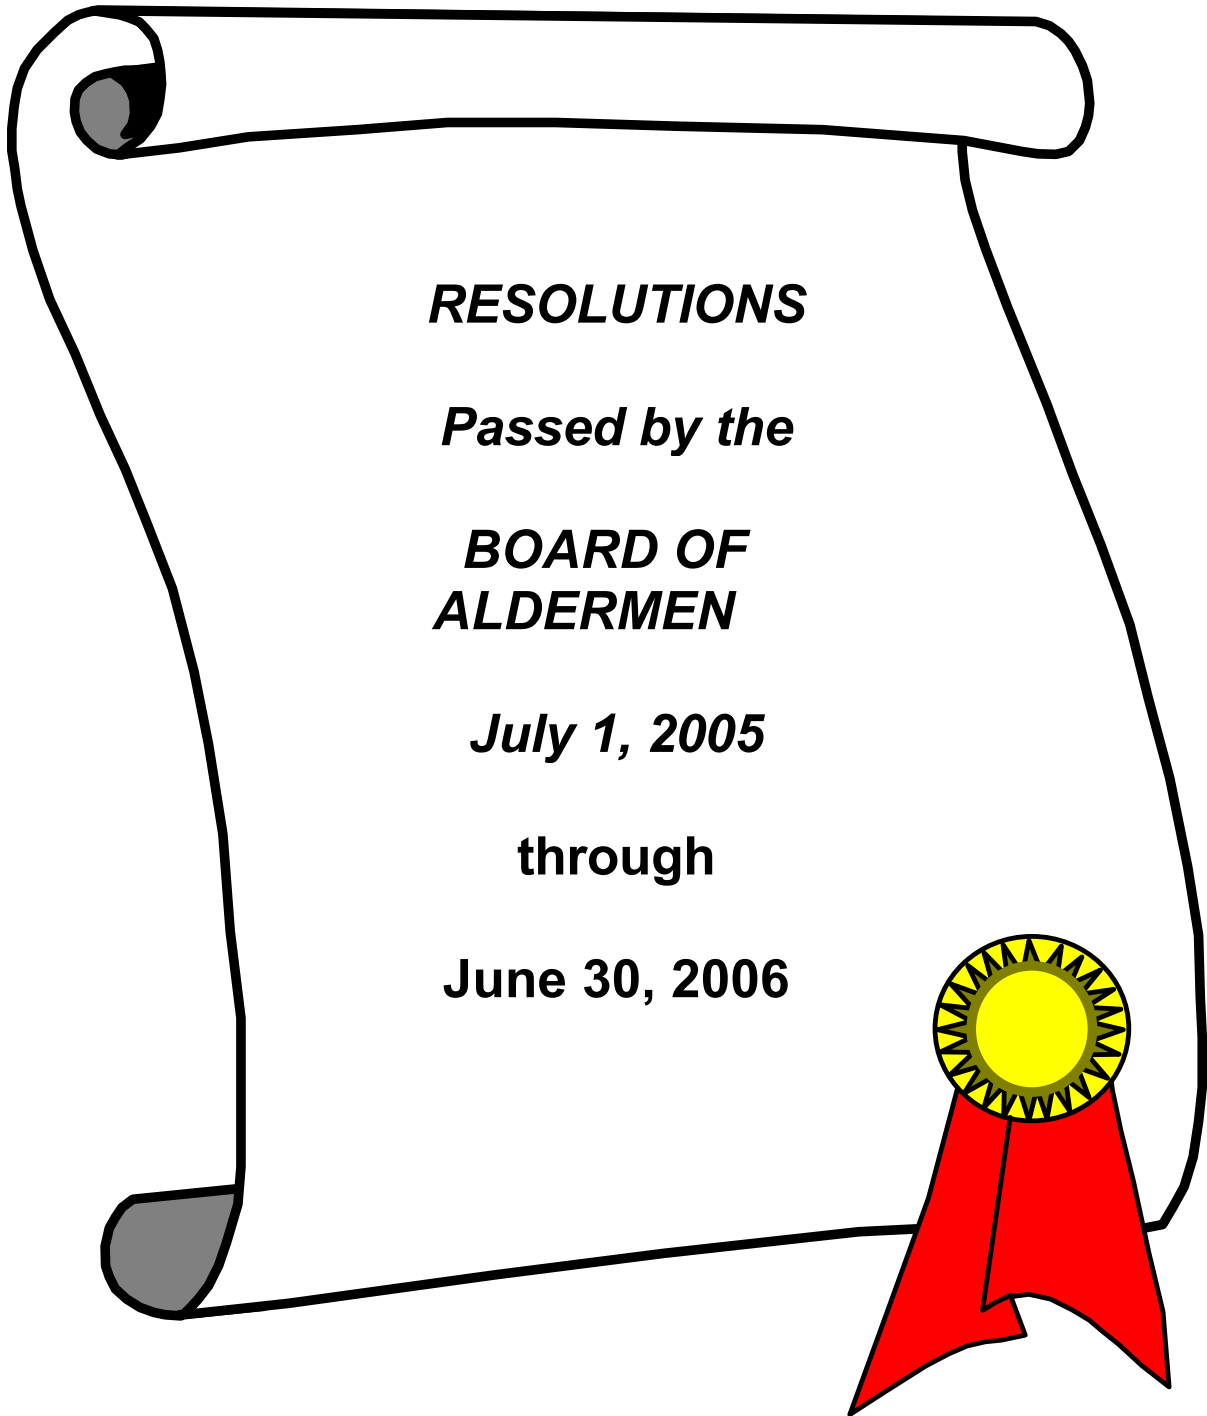 RESOLUTIONS
Passed by the
BOARD OF
ALDERMEN
July 1, 2005
through
June 30, 2006